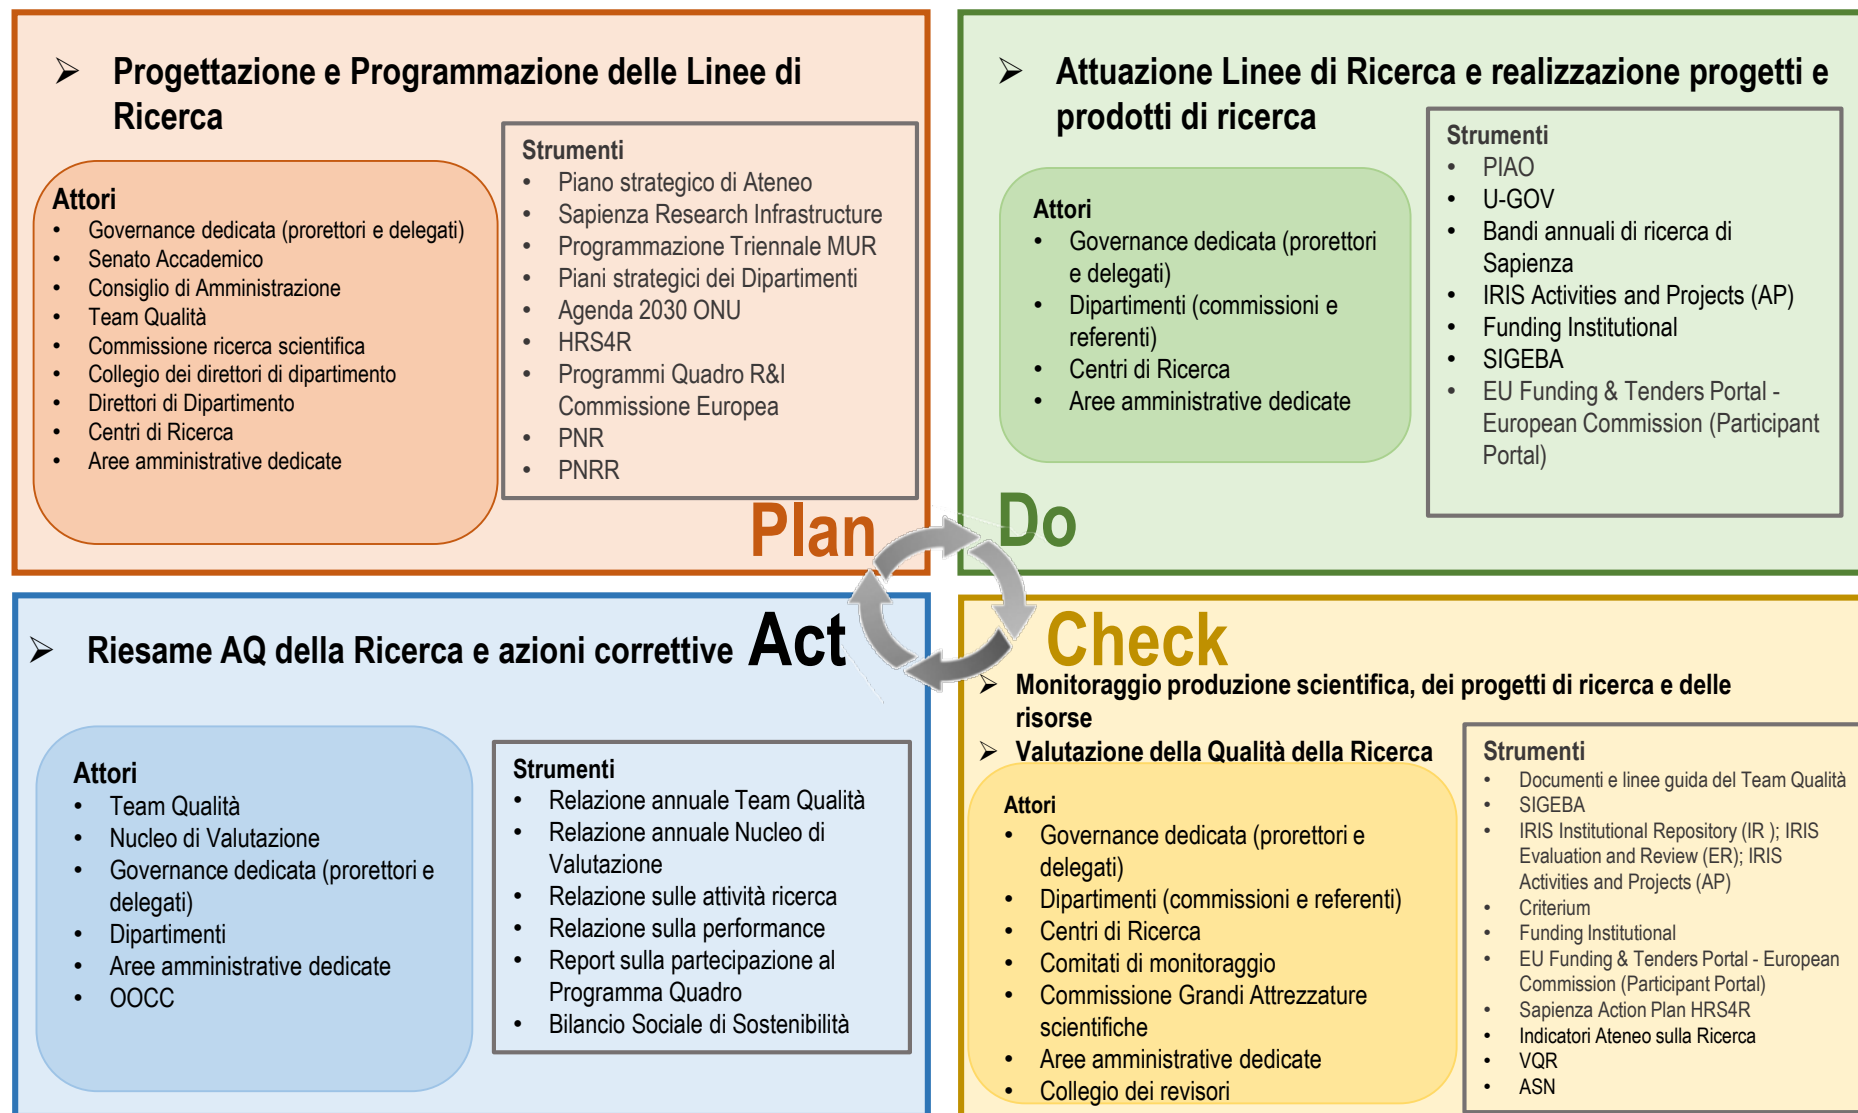 ➢ Progettazione e Programmazione delle Linee di
Ricerca
Attori
• Governance dedicata (prorettori e delegati)
• Senato Accademico
• Consiglio di Amministrazione
• Team Qualità
• Commissione ricerca scientifica
• Collegio dei direttori di dipartimento
• Direttori di Dipartimento
• Centri di Ricerca
• Aree amministrative dedicate
Strumenti
• Piano strategico di Ateneo
• Sapienza Research Infrastructure
• Programmazione Triennale MUR
• Piani strategici dei Dipartimenti
• Agenda 2030 ONU
• HRS4R
• Programmi Quadro R&I
Commissione Europea
• PNR
• PNRR
Plan
➢ Attuazione Linee di Ricerca e realizzazione progetti e
prodotti di ricerca
Attori
• Governance dedicata (prorettori
e delegati)
• Dipartimenti (commissioni e
referenti)
• Centri di Ricerca
• Aree amministrative dedicate
Strumenti
• PIAO
• U-GOV
• Bandi annuali di ricerca di
Sapienza
• IRIS Activities and Projects (AP)
• Funding Institutional
• SIGEBA
• EU Funding & Tenders Portal -
European Commission (Participant
Portal)
Do
➢ Riesame AQ della Ricerca e azioni correttive
Act
Attori
• Team Qualità
• Nucleo di Valutazione
• Governance dedicata (prorettori e
delegati)
• Dipartimenti
• Aree amministrative dedicate
• OOCC
Strumenti
• Relazione annuale Team Qualità
• Relazione annuale Nucleo di
Valutazione
• Relazione sulle attività ricerca
• Relazione sulla performance
• Report sulla partecipazione al
Programma Quadro
• Bilancio Sociale di Sostenibilità
Check
➢ Monitoraggio produzione scientifica, dei progetti di ricerca e delle
risorse
➢ Valutazione della Qualità della Ricerca
Attori
• Governance dedicata (prorettori e
delegati)
• Dipartimenti (commissioni e referenti)
• Centri di Ricerca
• Comitati di monitoraggio
• Commissione Grandi Attrezzature
scientifiche
• Aree amministrative dedicate
• Collegio dei revisori
Strumenti
• Documenti e linee guida del Team Qualità
• SIGEBA
• IRIS Institutional Repository (IR ); IRIS
Evaluation and Review (ER); IRIS
Activities and Projects (AP)
• Criterium
• Funding Institutional
• EU Funding & Tenders Portal - European
Commission (Participant Portal)
• Sapienza Action Plan HRS4R
• Indicatori Ateneo sulla Ricerca
• VQR
• ASN